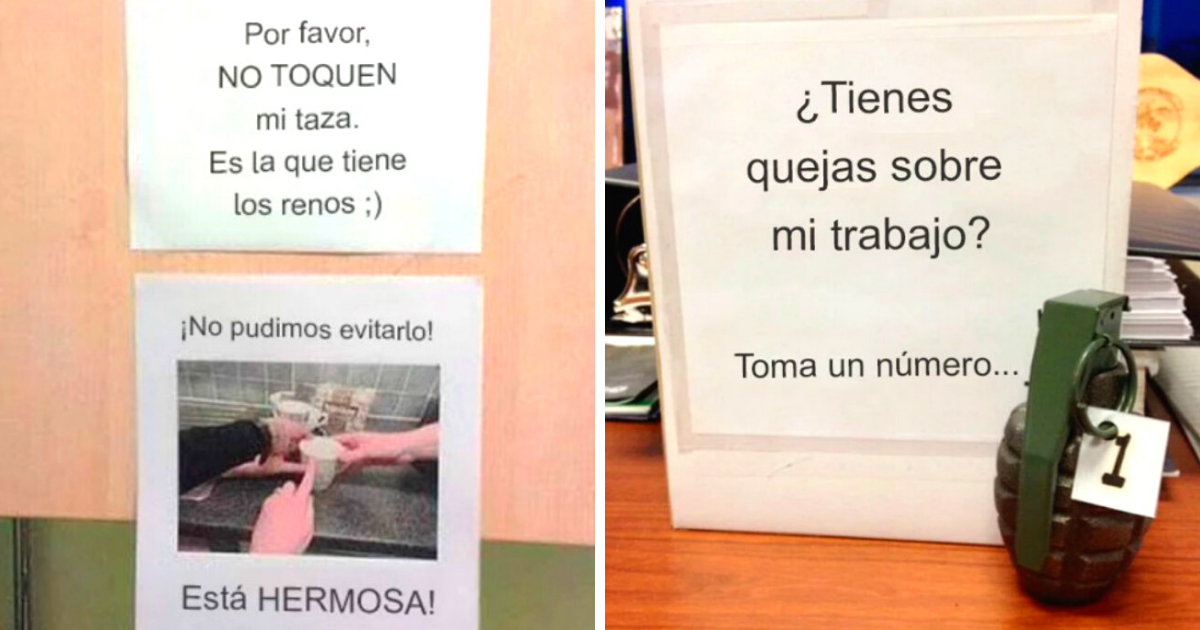 Por favor,
NO TOQUEN
mi taza.
Es la que tiene
los renos ;)
¡No pudimos evitarlo!
Está HERMOSA!
¿Tienes
quejas sobre
mi trabajo?
Toma un número...
1